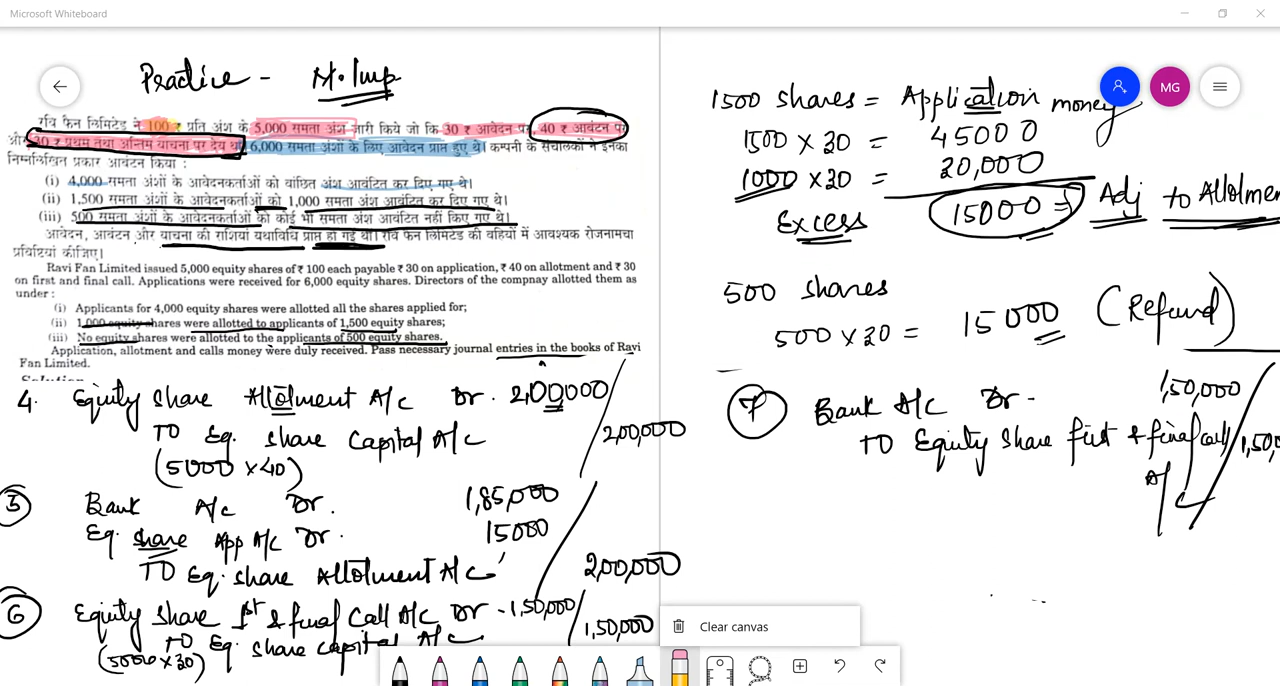 Microsoft Whiteboard
Practice - M.Imp
रवि फैन लिमिटेड ने 100 ₹ प्रति अंश के 5,000 समता अंश जारी किये जो कि 30 ₹ आवेदन पर, 40 ₹ आवंटन पर
और 30 ₹ प्रथम तथा अन्तिम याचना पर देय था 6,000 समता अंशों के लिए आवेदन प्राप्त हुए थे। कम्पनी के संचालकों ने इनका
निम्नलिखित प्रकार आवंटन किया :
(i) 4,000 समता अंशों के आवेदनकर्ताओं को वांछित अंश आवंटित कर दिए गए थे।
(ii) 1,500 समता अंशों के आवेदनकर्ताओं को 1,000 समता अंश आवंटित कर दिए गए थे।
(iii) 500 समता अंशों के आवेदनकर्ताओं को कोई भी समता अंश आवंटित नहीं किए गए थे।
आवेदन, आवंटन और याचना की राशियां यथाविधि प्राप्त हो गई थी। रवि फैन लिमिटेड की बहियों में आवश्यक रोजनामचा
प्रविष्टियां कीजिए।
Ravi Fan Limited issued 5,000 equity shares of ₹ 100 each payable ₹ 30 on application, ₹ 40 on allotment and ₹ 30
on first and final call. Applications were received for 6,000 equity shares. Directors of the compnay allotted them as
under :
(i) Applicants for 4,000 equity shares were allotted all the shares applied for;
(ii) 1,000 equity shares were allotted to applicants of 1,500 equity shares;
(iii) No equity shares were allotted to the applicants of 500 equity shares.
Application, allotment and calls money were duly received. Pass necessary journal entries in the books of Ravi
Fan Limited.
4. Equity Share Allotment A/c Dr. 2,00,000
TO Eq. Share Capital A/c 2,00,000
(5000 × 40)
5 Bank A/c Dr. 1,85,000
Eq. Share App A/c Dr. 15000
TO Eq. Share Allotment A/c 2,00,000
6 Equity Share 1st & final Call A/c Dr - 1,50,000
TO Eq. Share Capital A/c 1,50,000
(5000 × 30)
1500 Shares = Application money
1500 × 30 = 45000
1000 × 20 = 20,000
Excess 15000 = Adj to Allotmen
500 Shares
500 × 30 = 15000 (Refund)
7 Bank A/c Dr - 1,50,000
TO Equity Share first & final call 1,50,0
A/c
MG
Clear canvas